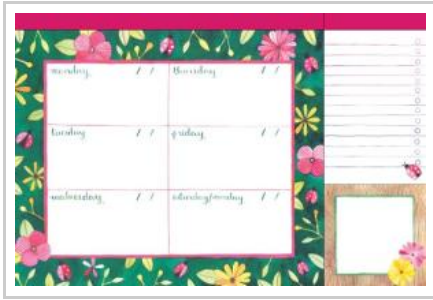 monday / /
thursday / /
tuesday / /
friday / /
wednesday / /
saturday/sunday / /